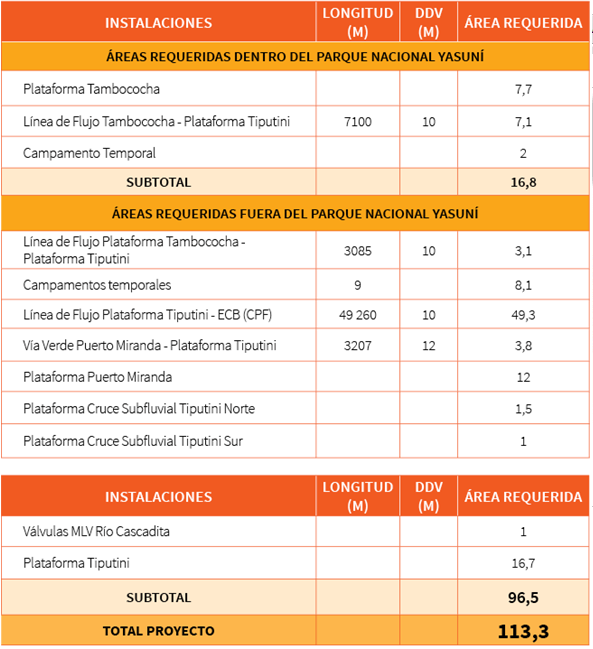 INSTALACIONES LONGITUD (M) DDV (M) ÁREA REQUERIDA
ÁREAS REQUERIDAS DENTRO DEL PARQUE NACIONAL YASUNÍ
Plataforma Tambococha 7,7
Línea de Flujo Tambococha - Plataforma Tiputini 7100 10 7,1
Campamento Temporal 2
SUBTOTAL 16,8
ÁREAS REQUERIDAS FUERA DEL PARQUE NACIONAL YASUNÍ
Línea de Flujo Plataforma Tambococha -
Plataforma Tiputini 3085 10 3,1
Campamentos temporales 9 8,1
Línea de Flujo Plataforma Tiputini - ECB (CPF) 49 260 10 49,3
Vía Verde Puerto Miranda - Plataforma Tiputini 3207 12 3,8
Plataforma Puerto Miranda 12
Plataforma Cruce Subfluvial Tiputini Norte 1,5
Plataforma Cruce Subfluvial Tiputini Sur 1
INSTALACIONES LONGITUD (M) DDV (M) ÁREA REQUERIDA
Válvulas MLV Río Cascadita 1
Plataforma Tiputini 16,7
SUBTOTAL 96,5
TOTAL PROYECTO 113,3